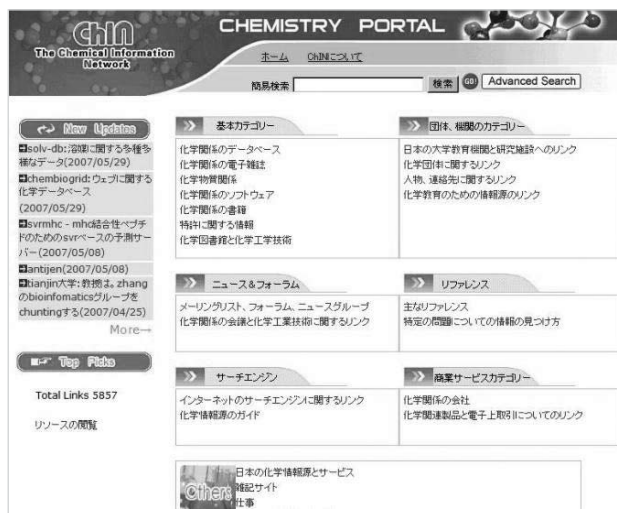 ChIN
The Chemical Information
Network
CHEMISTRY PORTAL
ホーム ChINについて
簡易検索 検索 GO! Advanced Search
New Updates
solv-db:溶媒に関する多種多
様なデータ(2007/05/29)
chembiogrid:ウェブに関する
化学データベース
(2007/05/29)
svrmhc - mhc結合性ペプチ
ドのためのsvrベースの予測サー
バー(2007/05/08)
antijen(2007/05/08)
tianjin大学:教授は。zhang
のbioinfomaticsグループを
chuntingする(2007/04/25)
More→
Top Picks
Total Links 5857
リソースの閲覧
基本カテゴリー
化学関係のデータベース
化学関係の電子雑誌
化学物質関係
化学関係のソフトウェア
化学関係の書籍
特許に関する情報
化学図書館と化学工学技術
団体、機関のカテゴリー
日本の大学教育機関と研究施設へのリンク
化学団体に関するリンク
人物、連絡先に関するリンク
化学教育のための情報源のリンク
ニュース&フォーラム
メーリングリスト、フォーラム、ニュースグループ
化学関係の会議と化学工業技術に関するリンク
リファレンス
主なリファレンス
特定の問題についての情報の見つけ方
サーチエンジン
インターネットのサーチエンジンに関するリンク
化学情報源のガイド
商業サービスカテゴリー
化学関係の会社
化学関連製品と電子上取引についてのリンク
Others
日本の化学情報源とサービス
雑記サイト
仕事